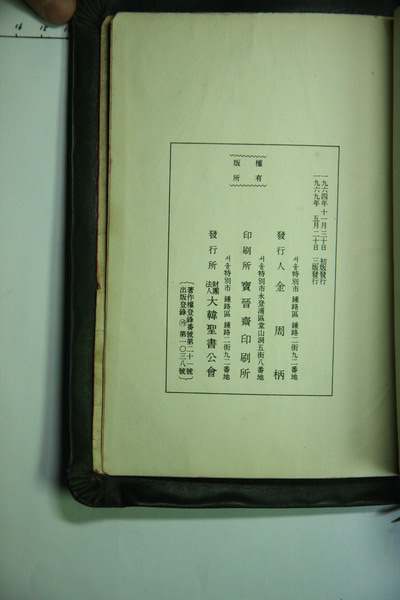 一九六四年十一月三十日 初版發行
一九六九年 五月二十日 三版發行
版權
所有
서울特別市 鍾路區 鍾路二街九二番地
發行人 金周柄
서울特別市永登浦區堂山洞五街八番地
印刷所 寶晉齋印刷所
서울特別市 鍾路區 鍾路二街九二番地
發行所 財團法人 大韓聖書公會
著作權登錄番號第二十一號
出版登錄 第一〇三八號
15
16